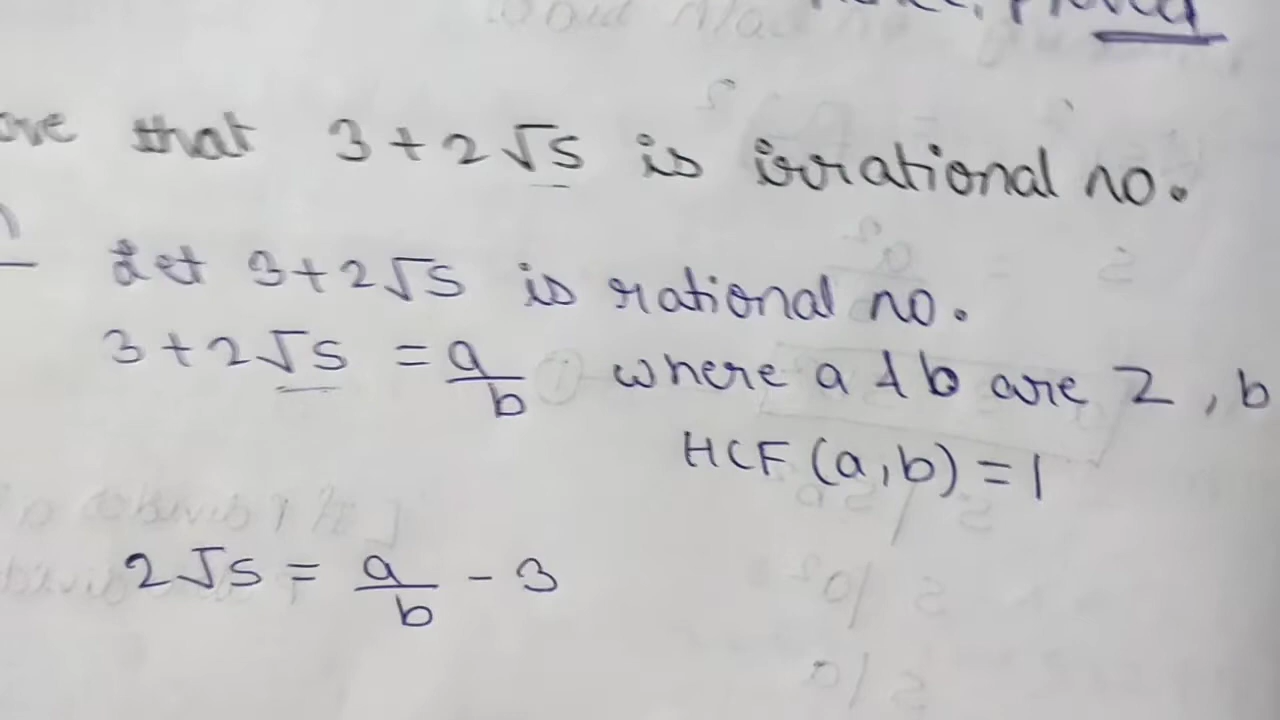 that 3 + 2√5 is irrational no.
Let 3+2√5 is rational no.
3 + 2√5 = a/b where a & b are Z, b
HCF (a,b) = 1
2√5 = a/b - 3